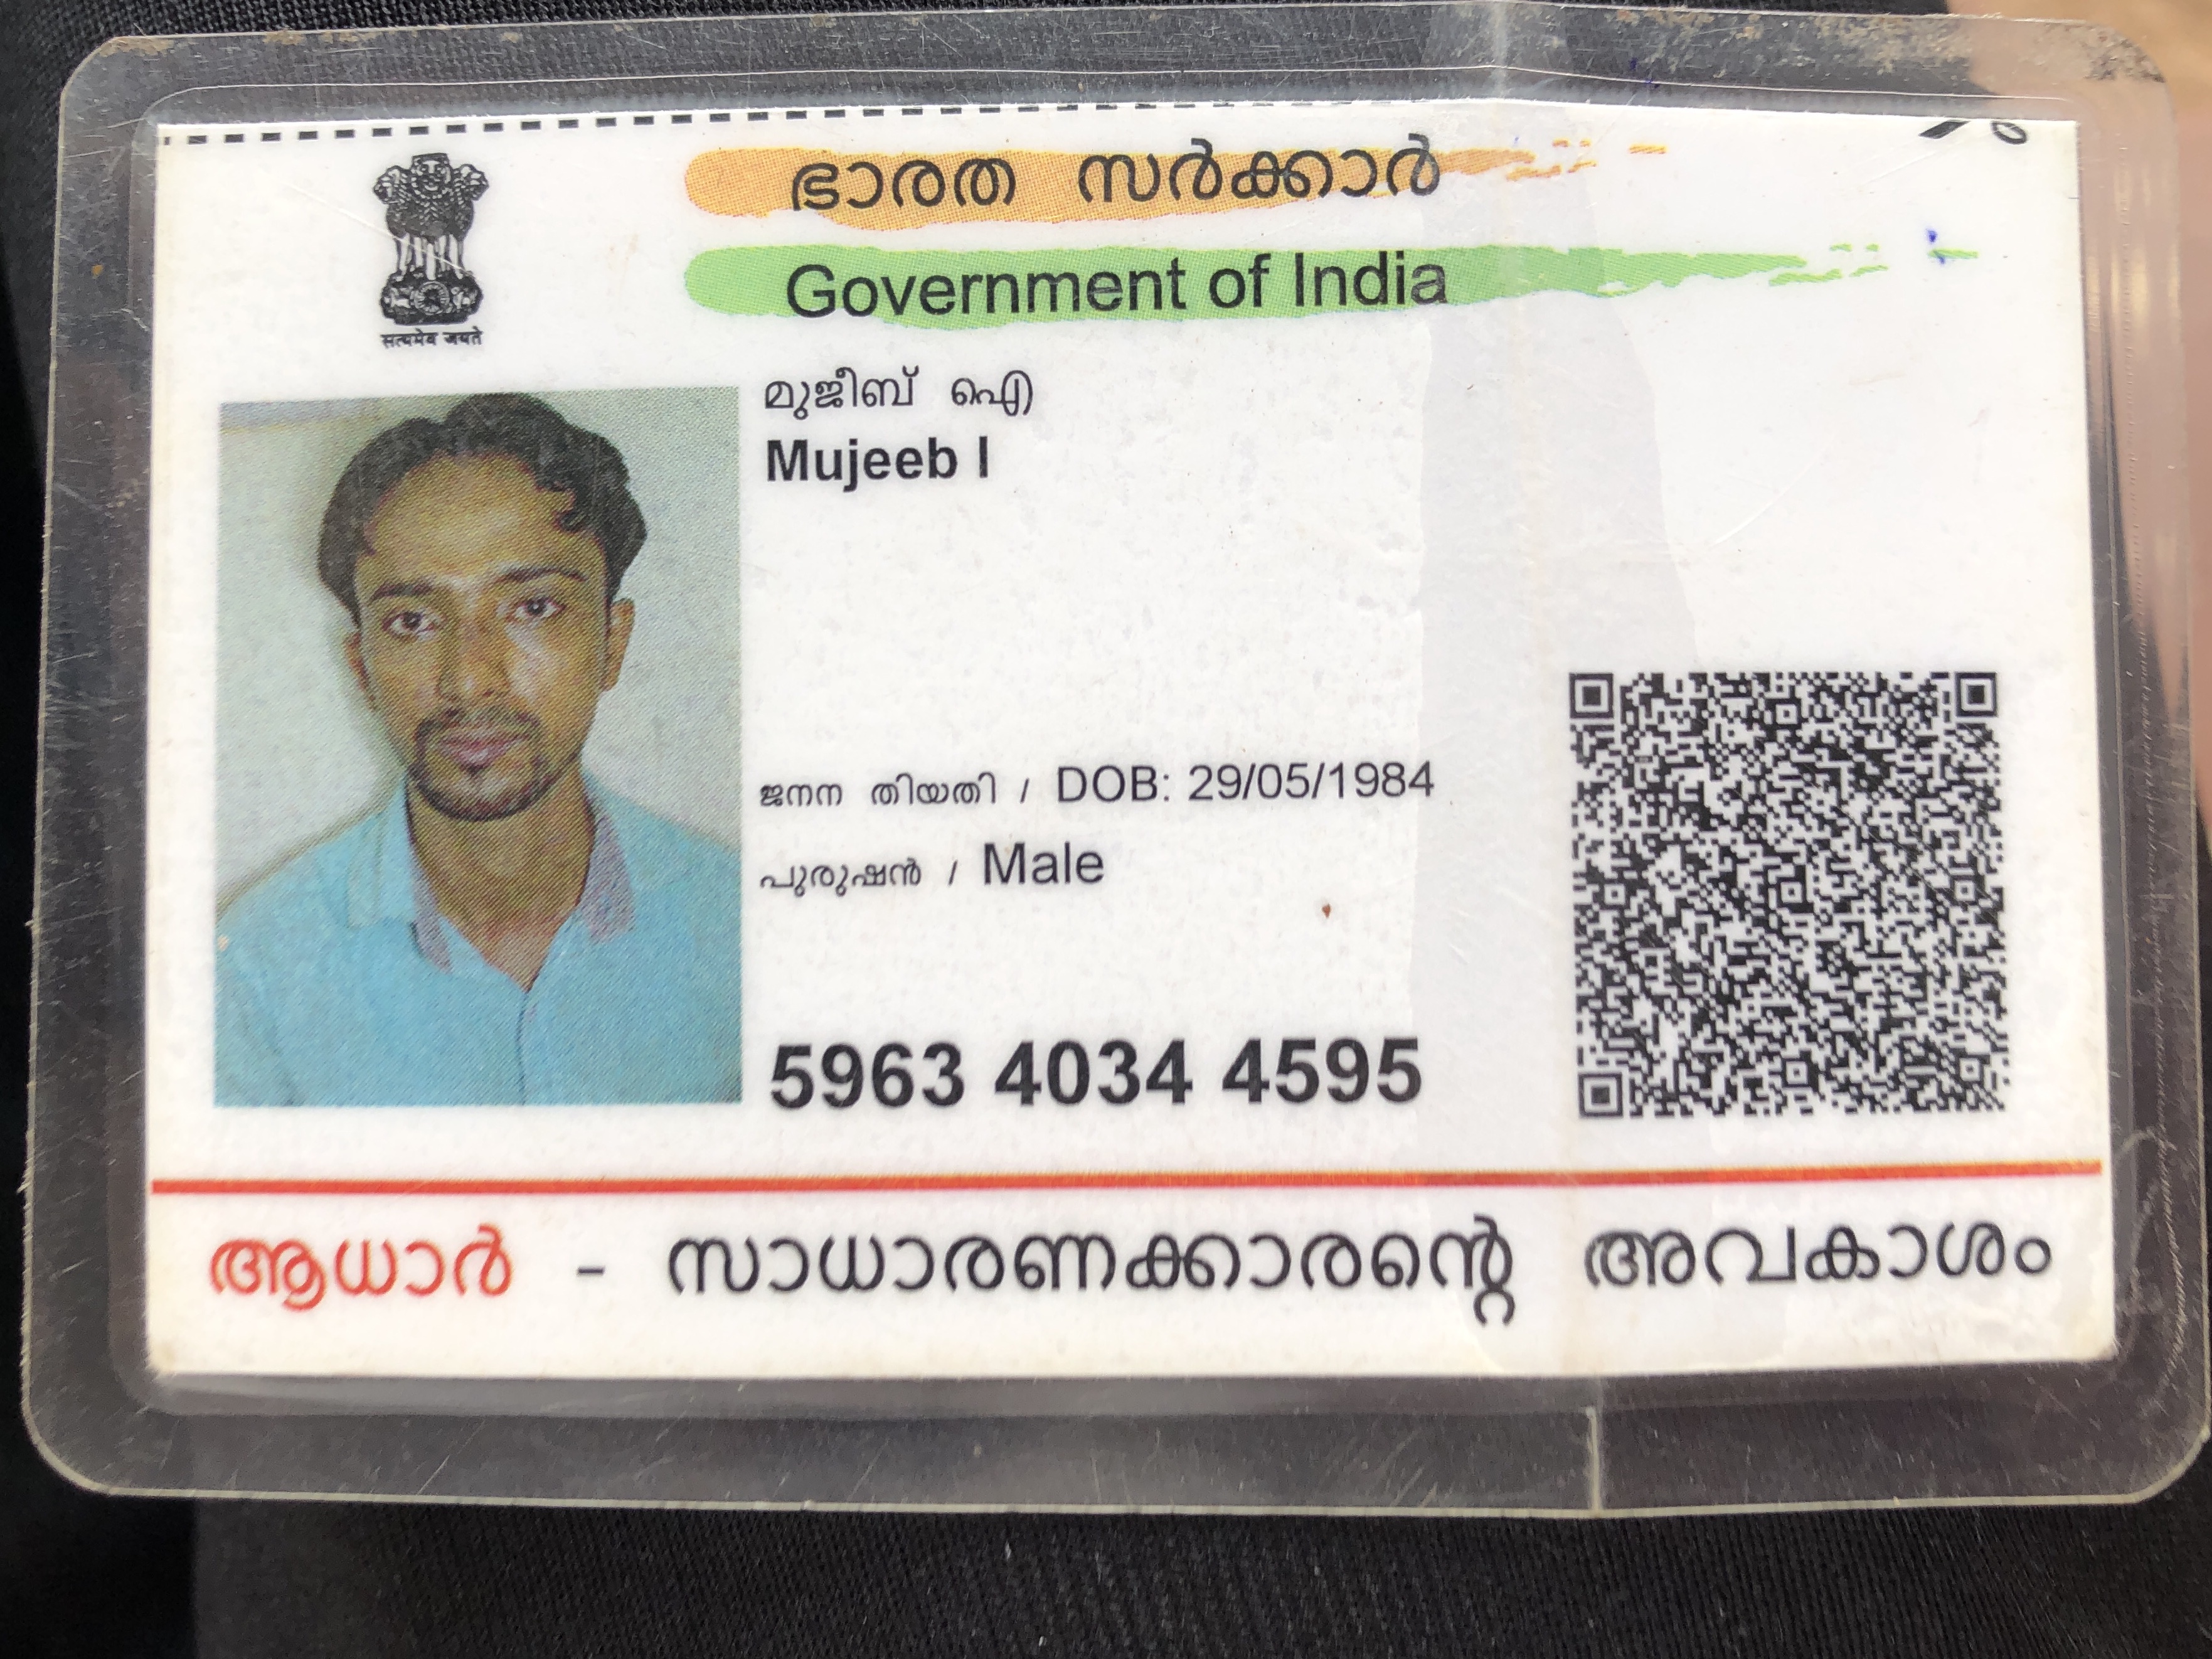 ഭാരത സർക്കാർ
Government of India
सत्यमेव जयते
മുജീബ് ഐ
Mujeeb I
ജനന തിയതി / DOB: 29/05/1984
പുരുഷൻ / Male
5963 4034 4595
ആധാർ - സാധാരണക്കാരന്റെ അവകാശം